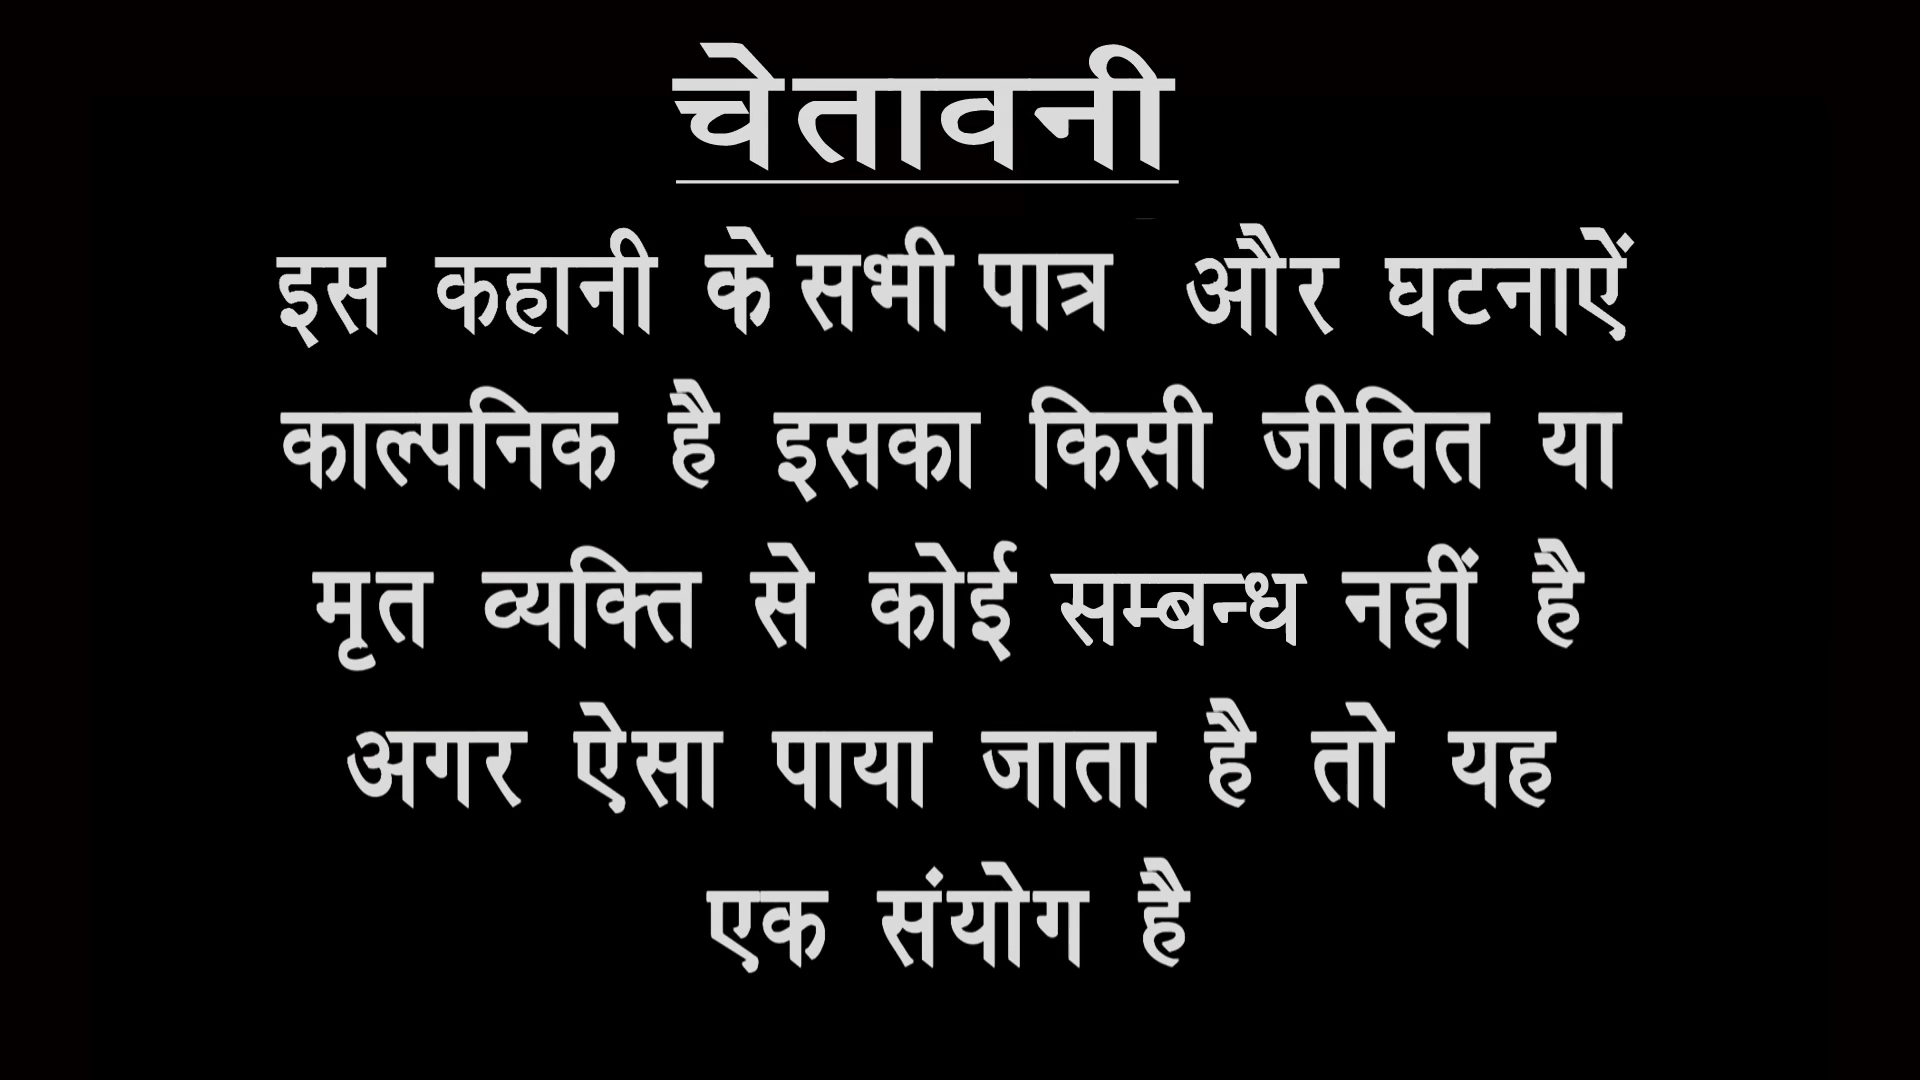 चेतावनी
इस कहानी के सभी पात्र और घटनाऐं
काल्पनिक है इसका किसी जीवित या
मृत व्यक्ति से कोई सम्बन्ध नहीं है
अगर ऐसा पाया जाता है तो यह
एक संयोग है